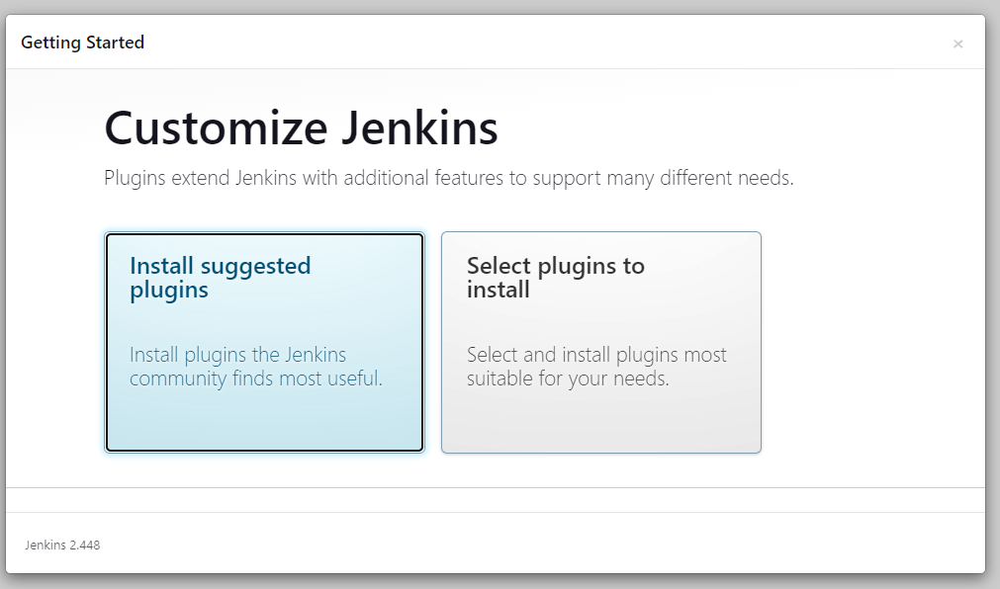 Getting Started
×
Customize Jenkins
Plugins extend Jenkins with additional features to support many different needs.
Install suggested
plugins
Install plugins the Jenkins
community finds most useful.
Select plugins to
install
Select and install plugins most
suitable for your needs.
Jenkins 2.448